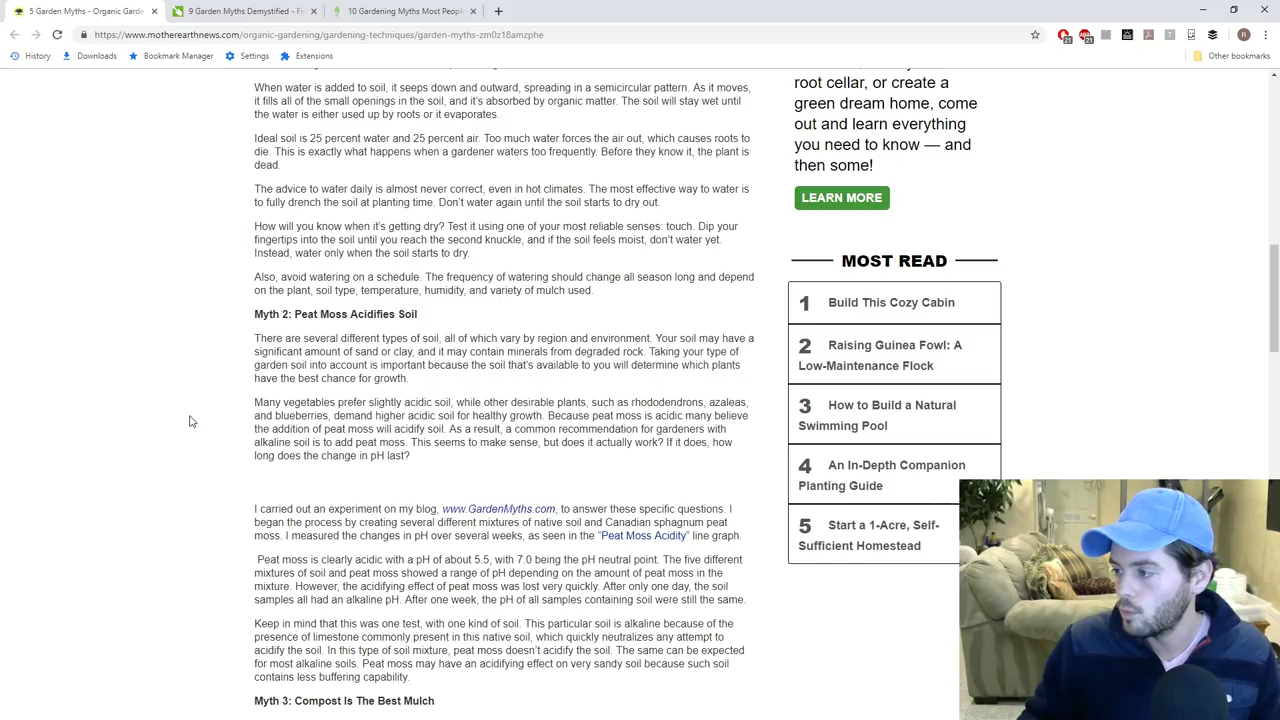 5 Garden Myths - Organic Garde
9 Garden Myths Demystified - Fi
10 Gardening Myths Most Peopl
https://www.motherearthnews.com/organic-gardening/gardening-techniques/garden-myths-zm0z18amzphe
21
21
R
History
Downloads
Bookmark Manager
Settings
Extensions
Other bookmarks
When water is added to soil, it seeps down and outward, spreading in a semicircular pattern. As it moves,
it fills all of the small openings in the soil, and it's absorbed by organic matter. The soil will stay wet until
the water is either used up by roots or it evaporates.
Ideal soil is 25 percent water and 25 percent air. Too much water forces the air out, which causes roots to
die. This is exactly what happens when a gardener waters too frequently. Before they know it, the plant is
dead.
The advice to water daily is almost never correct, even in hot climates. The most effective way to water is
to fully drench the soil at planting time. Don't water again until the soil starts to dry out.
How will you know when it's getting dry? Test it using one of your most reliable senses: touch. Dip your
fingertips into the soil until you reach the second knuckle, and if the soil feels moist, don't water yet.
Instead, water only when the soil starts to dry.
Also, avoid watering on a schedule. The frequency of watering should change all season long and depend
on the plant, soil type, temperature, humidity, and variety of mulch used.
Myth 2: Peat Moss Acidifies Soil
There are several different types of soil, all of which vary by region and environment. Your soil may have a
significant amount of sand or clay, and it may contain minerals from degraded rock. Taking your type of
garden soil into account is important because the soil that's available to you will determine which plants
have the best chance for growth.
Many vegetables prefer slightly acidic soil, while other desirable plants, such as rhododendrons, azaleas,
and blueberries, demand higher acidic soil for healthy growth. Because peat moss is acidic many believe
the addition of peat moss will acidify soil. As a result, a common recommendation for gardeners with
alkaline soil is to add peat moss. This seems to make sense, but does it actually work? If it does, how
long does the change in pH last?
I carried out an experiment on my blog, www.GardenMyths.com, to answer these specific questions. I
began the process by creating several different mixtures of native soil and Canadian sphagnum peat
moss. I measured the changes in pH over several weeks, as seen in the "Peat Moss Acidity" line graph.
Peat moss is clearly acidic with a pH of about 5.5, with 7.0 being the pH neutral point. The five different
mixtures of soil and peat moss showed a range of pH depending on the amount of peat moss in the
mixture. However, the acidifying effect of peat moss was lost very quickly. After only one day, the soil
samples all had an alkaline pH. After one week, the pH of all samples containing soil were still the same.
Keep in mind that this was one test, with one kind of soil. This particular soil is alkaline because of the
presence of limestone commonly present in this native soil, which quickly neutralizes any attempt to
acidify the soil. In this type of soil mixture, peat moss doesn't acidify the soil. The same can be expected
for most alkaline soils. Peat moss may have an acidifying effect on very sandy soil because such soil
contains less buffering capability.
Myth 3: Compost Is The Best Mulch
root cellar, or create a
green dream home, come
out and learn everything
you need to know — and
then some!
LEARN MORE
MOST READ
1 Build This Cozy Cabin
2 Raising Guinea Fowl: A
Low-Maintenance Flock
3 How to Build a Natural
Swimming Pool
4 An In-Depth Companion
Planting Guide
5 Start a 1-Acre, Self-
Sufficient Homestead